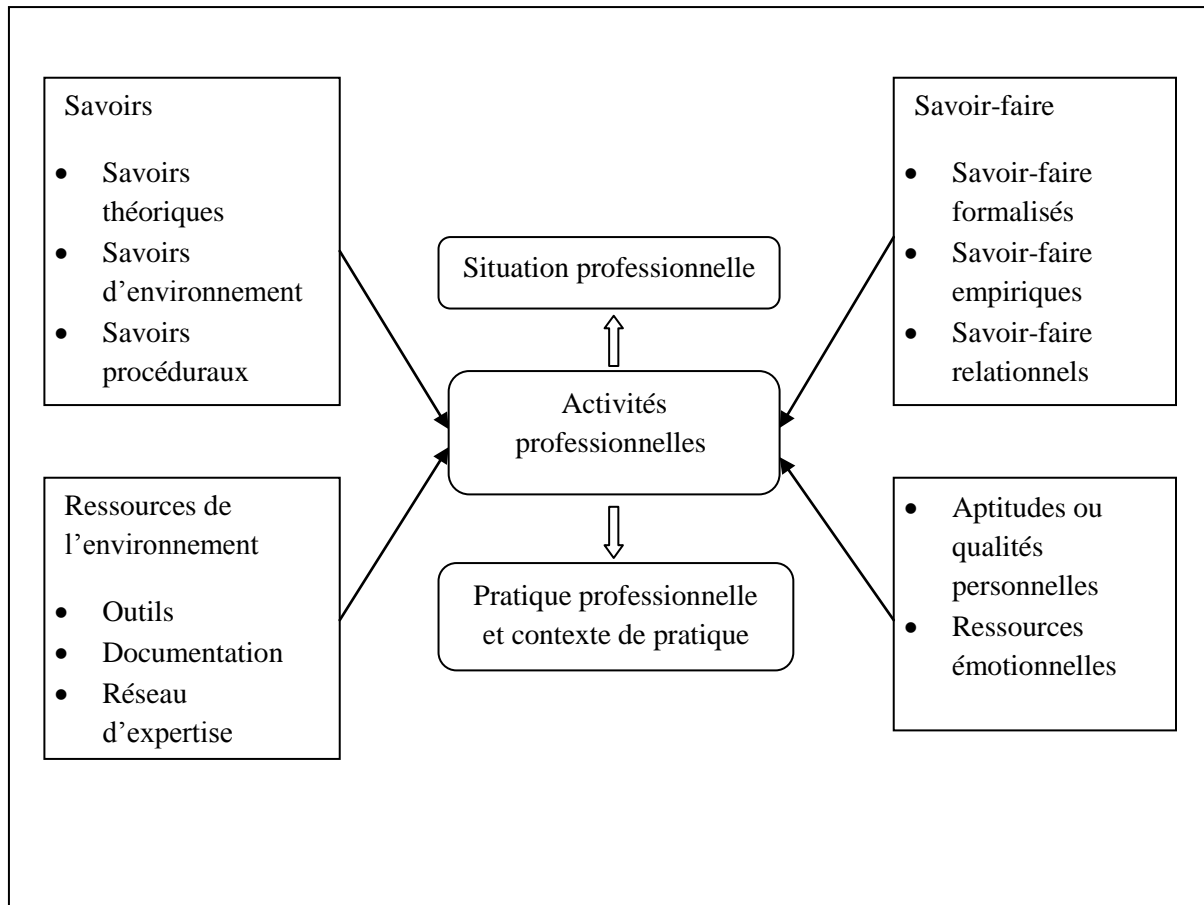 Savoirs
• Savoirs
théoriques
• Savoirs
d’environnement
• Savoirs
procéduraux
Situation professionnelle
Savoir-faire
• Savoir-faire
formalisés
• Savoir-faire
empiriques
• Savoir-faire
relationnels
Activités
professionnelles
Ressources de
l’environnement
• Outils
• Documentation
• Réseau
d’expertise
Pratique professionnelle
et contexte de pratique
• Aptitudes ou
qualités
personnelles
• Ressources
émotionnelles